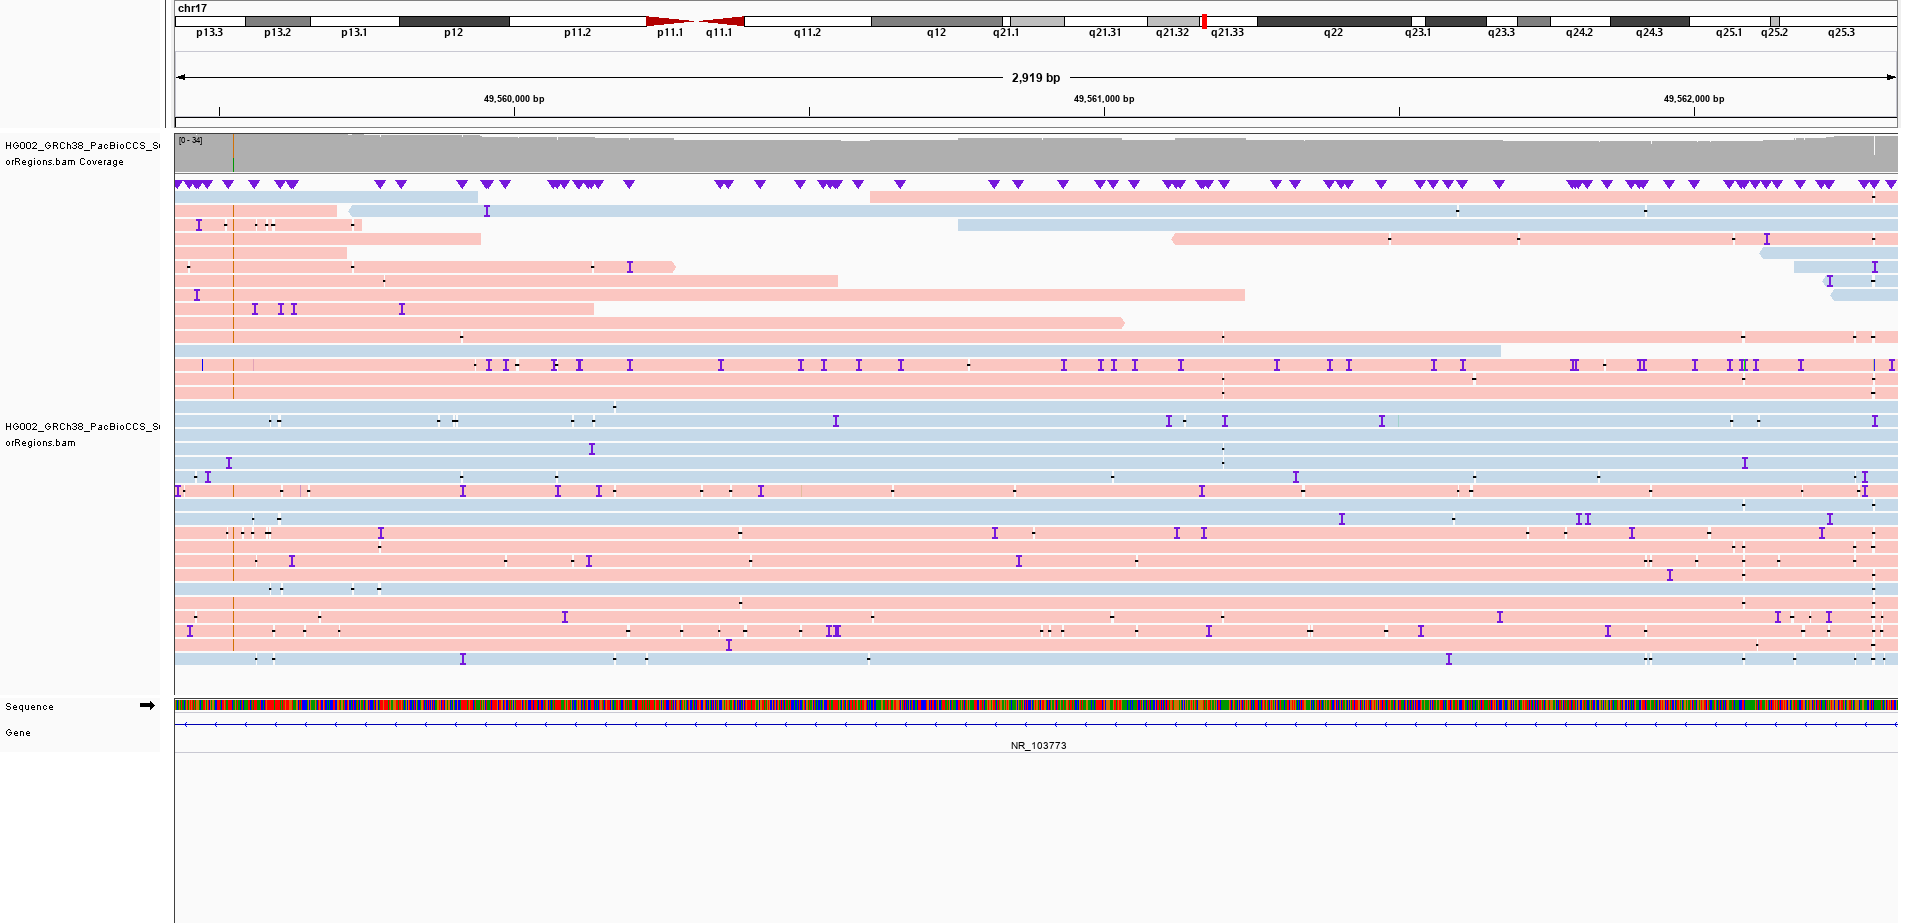 chr17
p13.3 p13.2 p13.1 p12 p11.2 p11.1 q11.1 q11.2 q12 q21.1 q21.31 q21.32 q21.33 q22 q23.1 q23.3 q24.2 q24.3 q25.1 q25.2 q25.3
2,919 bp
49,560,000 bp 49,561,000 bp 49,562,000 bp
[0 - 34]
HG002_GRCh38_PacBioCCS_S
orRegions.bam Coverage
HG002_GRCh38_PacBioCCS_S
orRegions.bam
Sequence
Gene
NR_103773